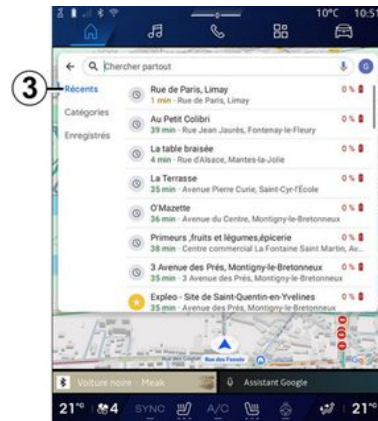 10°C 10:51
Chercher partout
G
3
Récents
Catégories
Enregistrés
Rue de Paris, Limay
0 %
1 min · Rue de Paris, Limay
Au Petit Colibri
0 %
39 min · Rue Jean Jaurès, Fontenay-le-Fleury
La table braisée
0 %
4 min · Rue d'Alsace, Mantes-la-Jolie
La Terrasse
0 %
35 min · Avenue Pierre Curie, Saint-Cyr-l'École
O'Mazette
0 %
36 min · Avenue du Centre, Montigny-le-Bretonneux
Primeurs ,fruits et légumes,épicerie
0 %
38 min · Centre commercial La Fontaine Saint Martin, Av...
3 Avenue des Prés, Montigny-le-Bretonneux
0 %
35 min · 3 Avenue des Prés, Montigny-le-Bretonneux
Expleo - Site de Saint-Quentin-en-Yvelines
0 %
35 min · Avenue des Prés, Montigny-le-Bretonneux
Rue des Fossés
Voiture noire · Meak
Assistant Google
21°C 4 SYNC A/C 21°C